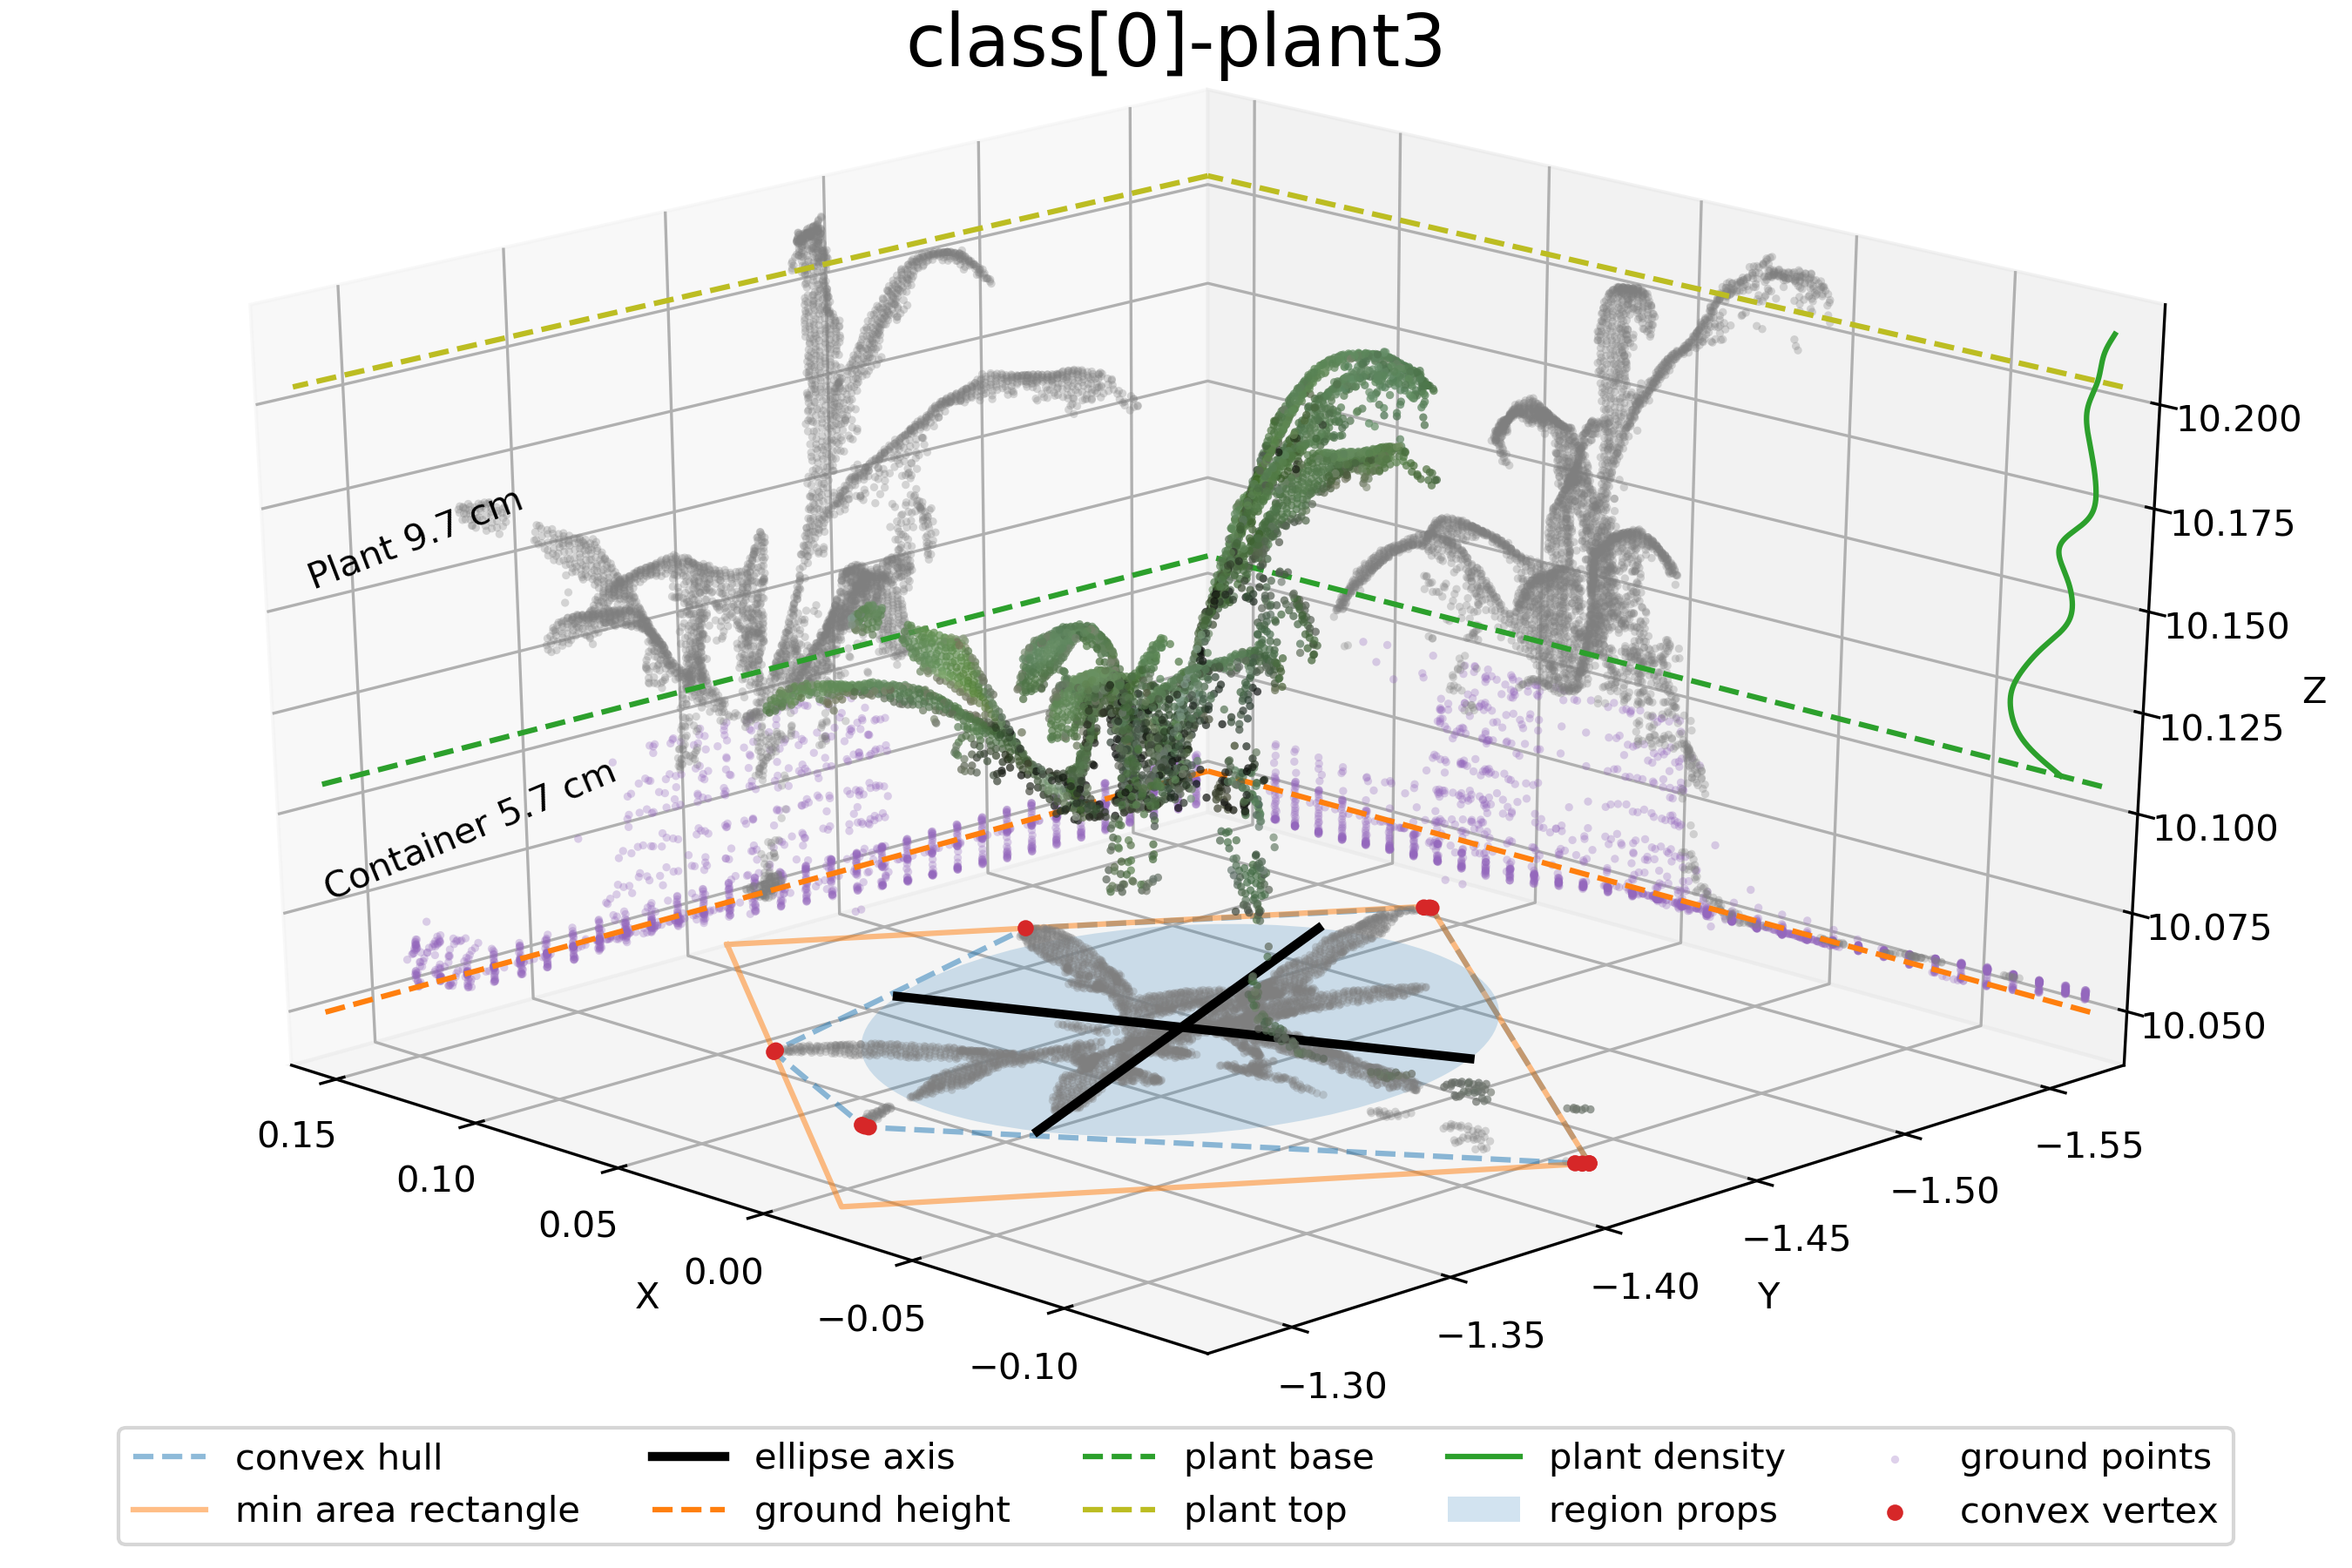 class[0]-plant3
Plant 9.7 cm
Container 5.7 cm
10.200
10.175
10.150
10.125
10.100
10.075
10.050
Z
0.15
0.10
0.05
0.00
−0.05
−0.10
X
−1.55
−1.50
−1.45
−1.40
−1.35
−1.30
Y
convex hull
min area rectangle
ellipse axis
ground height
plant base
plant top
plant density
region props
ground points
convex vertex